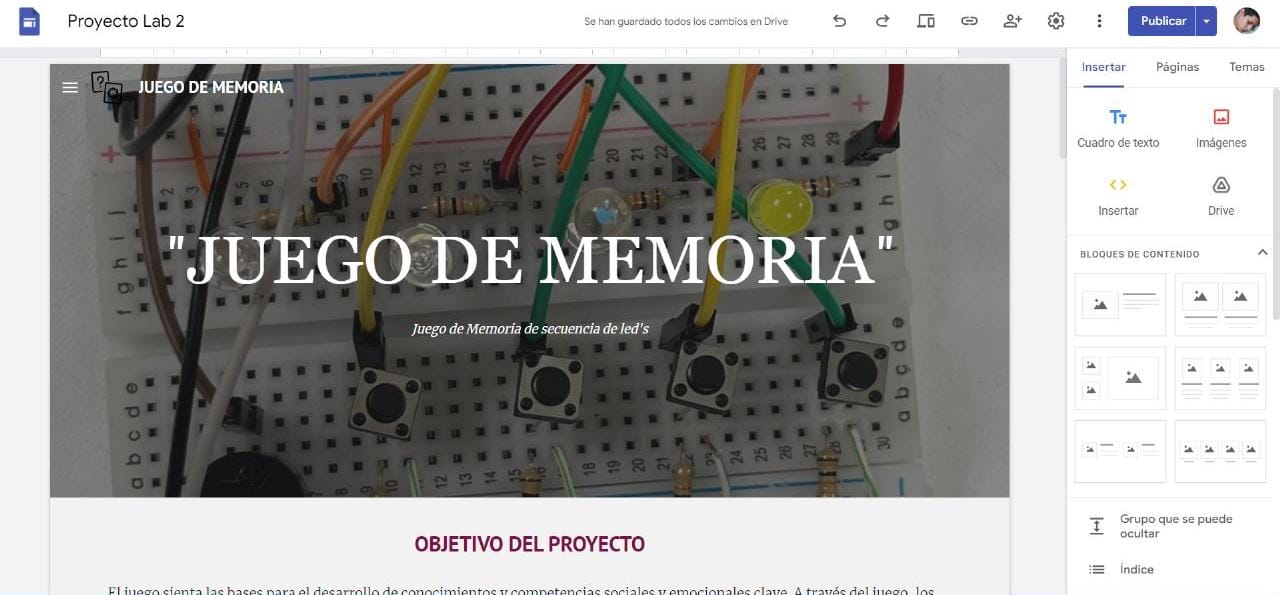 Proyecto Lab 2
Se han guardado todos los cambios en Drive
Publicar
JUEGO DE MEMORIA
"JUEGO DE MEMORIA"
Juego de Memoria de secuencia de led's
OBJETIVO DEL PROYECTO
El juego sienta las bases para el desarrollo de conocimientos y competencias sociales y emocionales clave. A través del juego, los
Insertar Páginas Temas
Cuadro de texto Imágenes
Insertar Drive
BLOQUES DE CONTENIDO
Grupo que se puede
ocultar
Índice